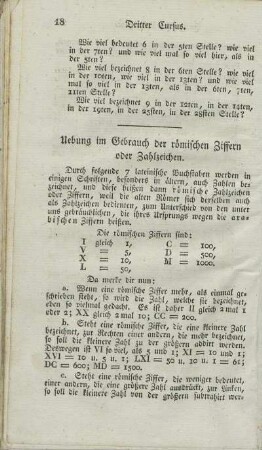 18 Dritter Cursus.
Wie viel bedeutet 6 in der 5ten Stelle? wie viel
in der 7ten? und wie viel mal so viel hier, als in
der 5ten?
Wie viel bezeichnet 8 in der 6ten Stelle? wie viel
in der 10ten, wie viel in der 13ten? und wie viel
mal so viel in der 13ten, als in der 6ten, 7ten,
11ten Stelle?
Wie viel bezeichnet 9 in der 12ten, in der 14ten,
in der 19ten, in der 25ten, in der 28ten Stelle?
Uebung im Gebrauch der römischen Ziffern
oder Zahlzeichen.
Durch folgende 7 lateinische Buchstaben werden in
einigen Schriften, besonders in ältern, auch Zahlen be-
zeichnet, und diese heißen dann römische Zahlzeichen
oder Ziffern, weil die alten Römer sich derselben auch
als Zahlzeichen bedienten, zum Unterschied von den unter
uns gebräuchlichen, die ihres Ursprungs wegen die ara-
bischen Ziffern heißen.
Die römischen Ziffern sind:
I gleich 1, C = 100,
V = 5, D = 500,
X = 10, M = 1000.
L = 50,
Da merke dir nun:
a. Wenn eine römische Ziffer mehr, als einmal ge-
schrieben steht, so wird die Zahl, welche sie bezeichnet,
eben so vielmal gedacht. Es ist daher II gleich 2 mal 1
oder 2; XX gleich 2 mal 10; CC = 200.
b. Steht eine römische Ziffer, die eine kleinere Zahl
bezeichnet, zur Rechten einer andern, die mehr bezeichnet,
so soll die kleinere Zahl zu der größern addirt werden.
Deswegen ist VI so viel, als 5 und 1; XI = 10 und 1;
XVI = 10 u. 5 u. 1; LXI = 50 u. 10 u. 1 = 61;
DC = 600; MD = 1500.
c. Steht eine römische Ziffer, die weniger bedeutet,
einer andern, die eine größere Zahl ausdrückt, zur Linken,
so soll die kleinere Zahl von der größern subtrahirt wer-